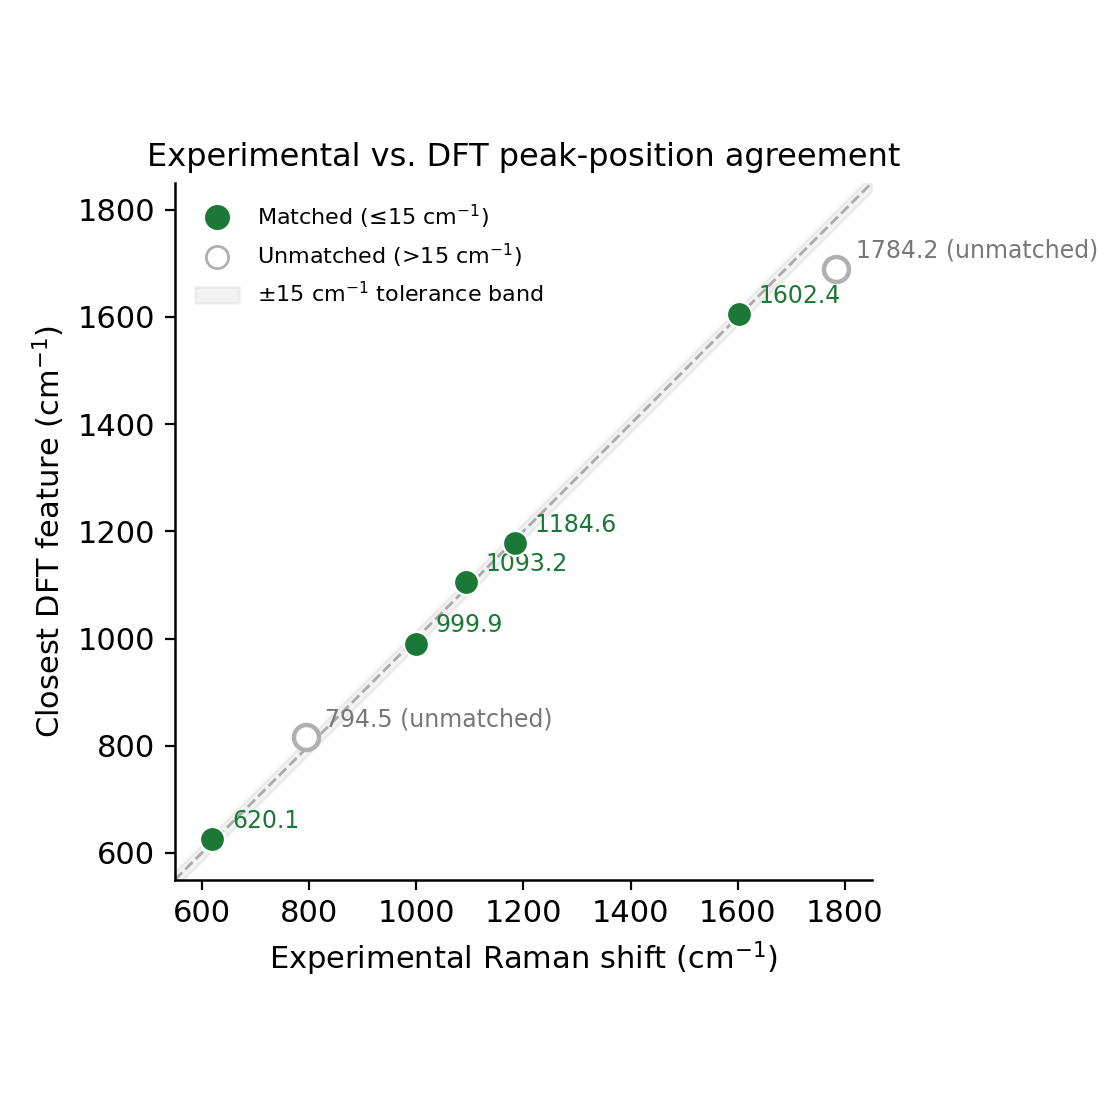 Experimental vs. DFT peak-position agreement
Matched (≤15 cm⁻¹)
Unmatched (>15 cm⁻¹)
±15 cm⁻¹ tolerance band
1784.2 (unmatched)
1602.4
1184.6
1093.2
999.9
794.5 (unmatched)
620.1
Closest DFT feature (cm⁻¹)
1800
1600
1400
1200
1000
800
600
600 800 1000 1200 1400 1600 1800
Experimental Raman shift (cm⁻¹)